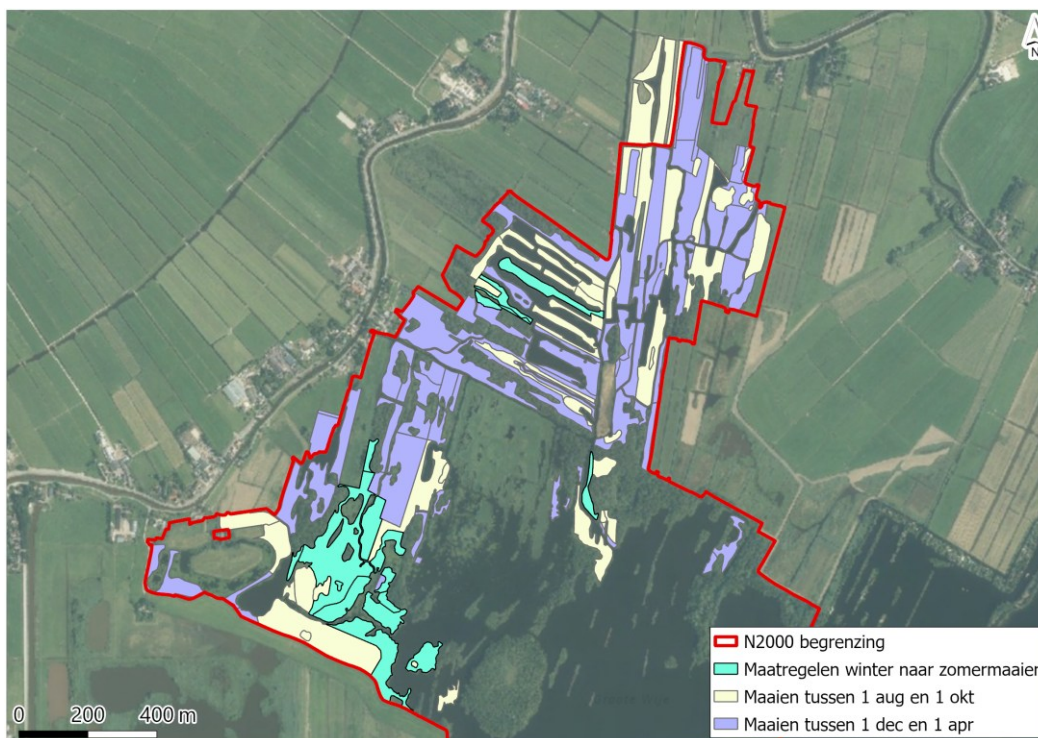 N
N2000 begrenzing
Maatregelen winter naar zomermaaien
Maaien tussen 1 aug en 1 okt
Maaien tussen 1 dec en 1 apr
0 200 400 m